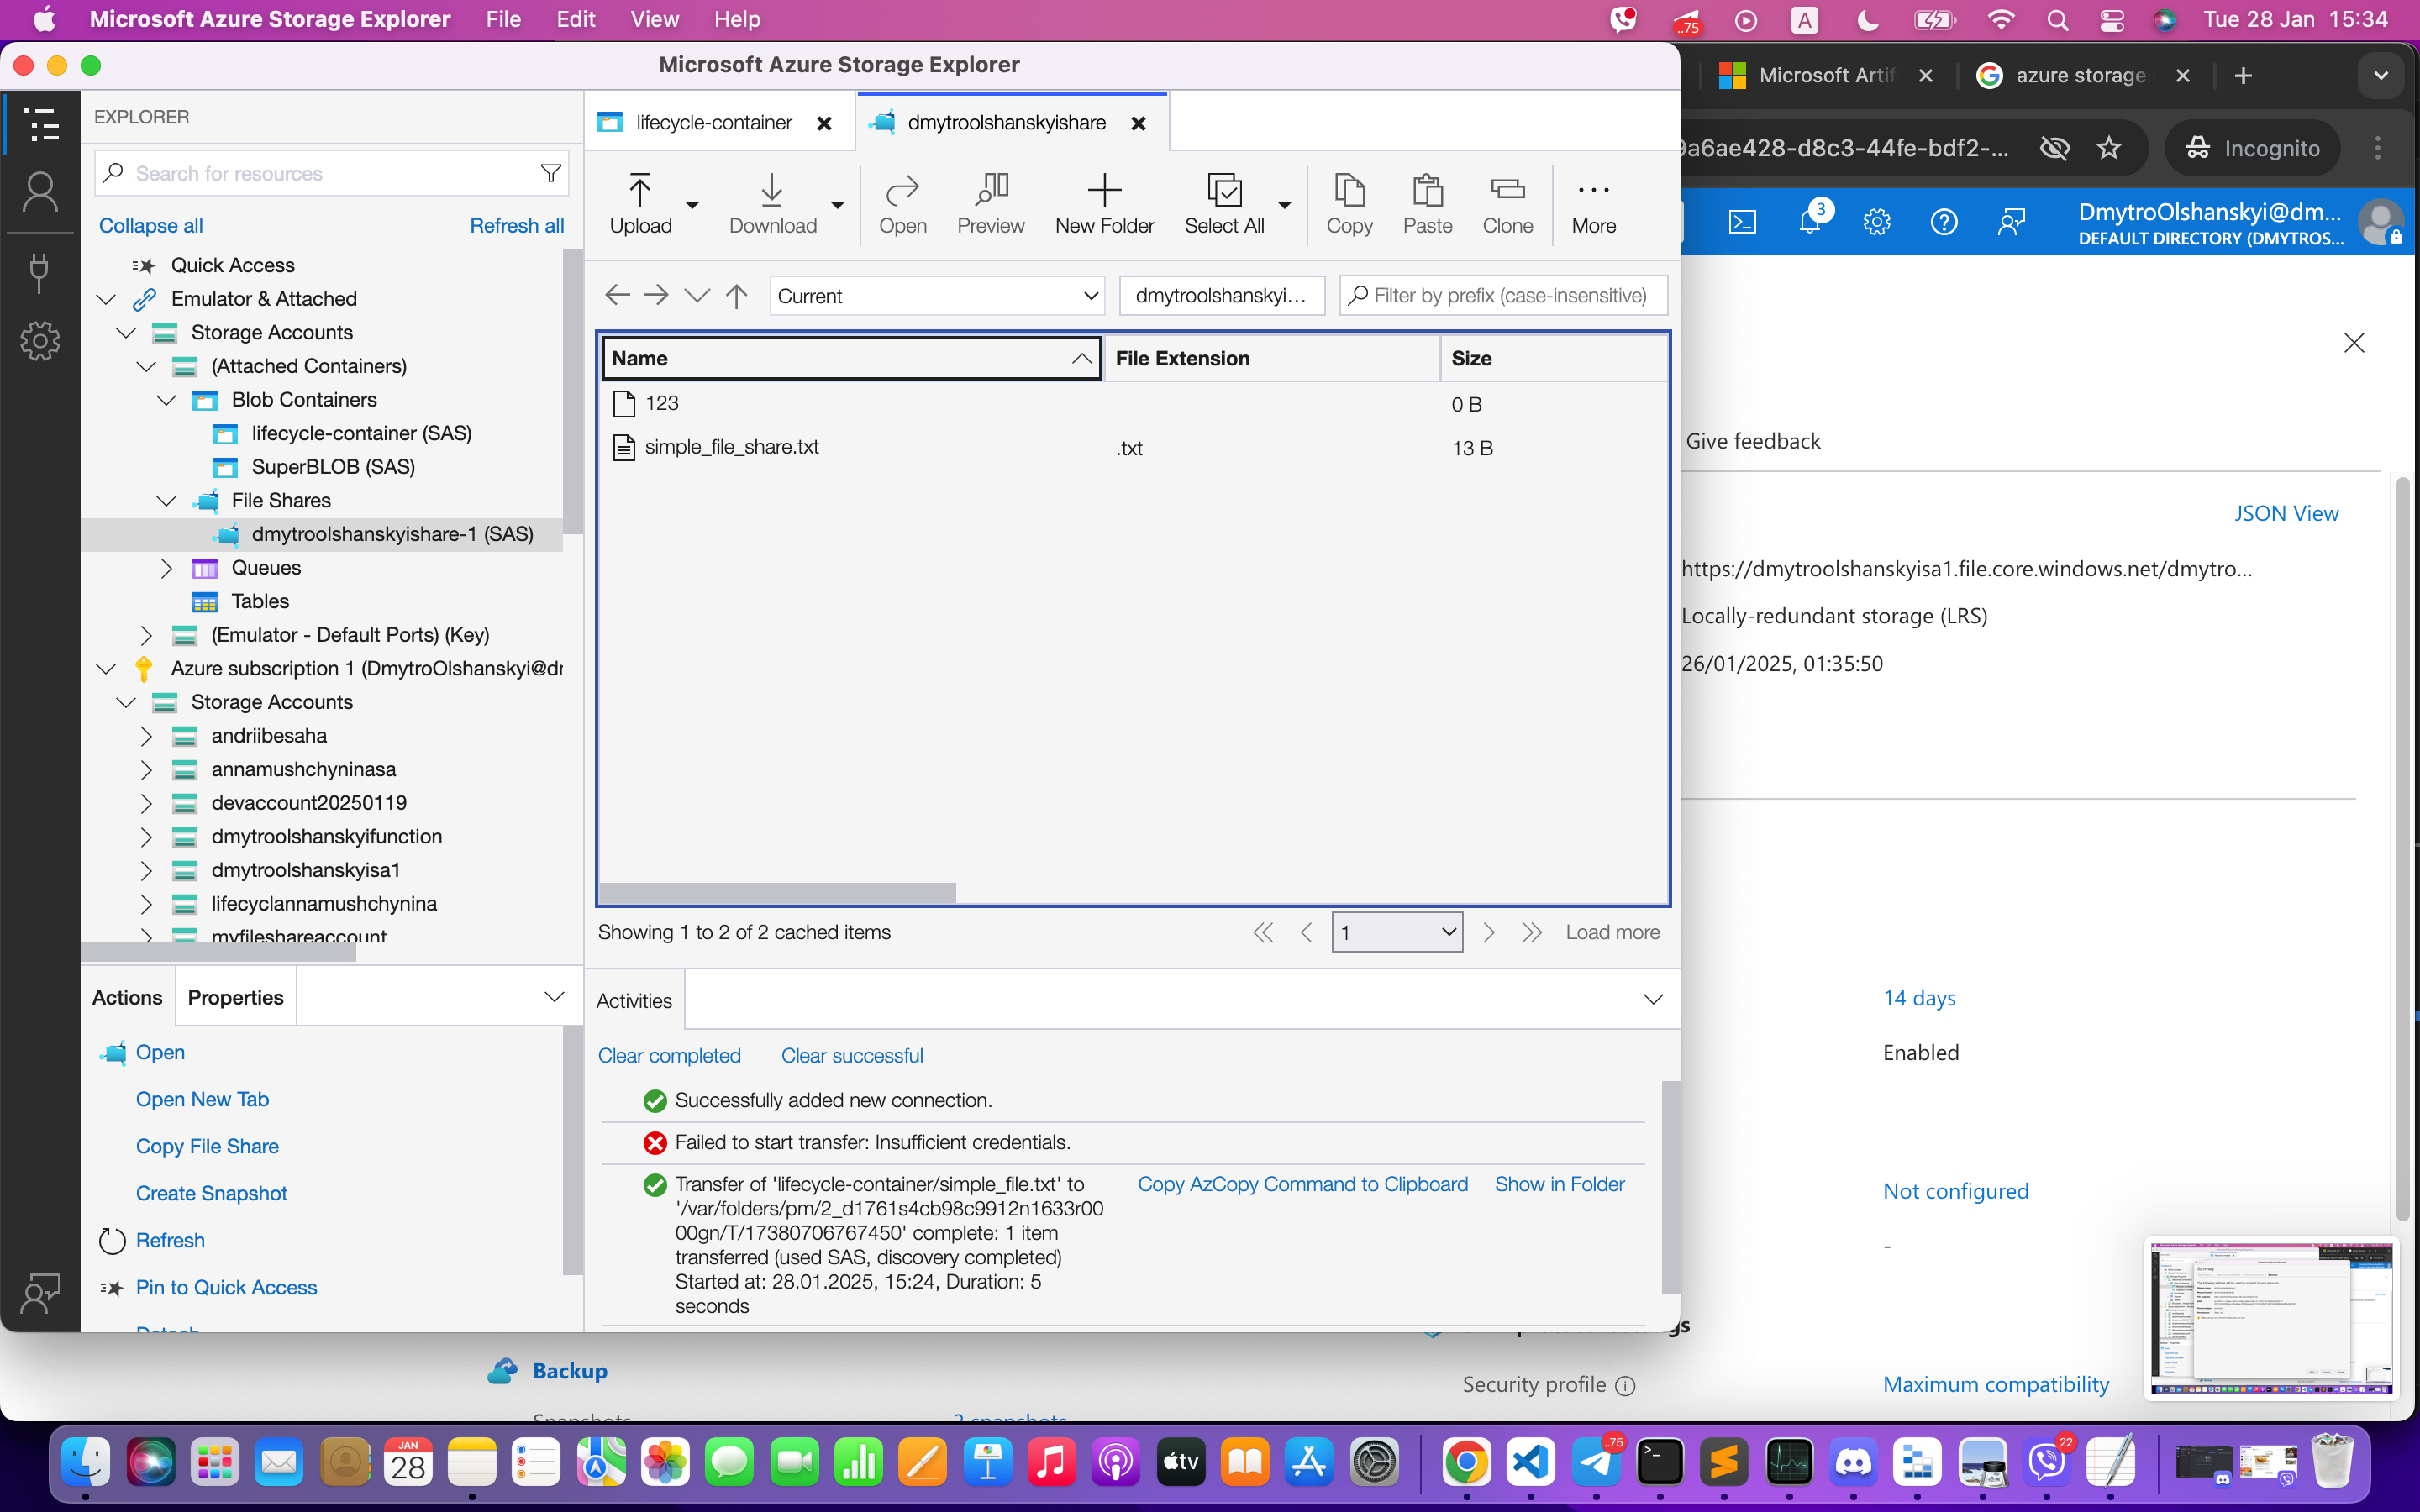 Microsoft Azure Storage Explorer File Edit View Help
..75 A Tue 28 Jan 15:34
Microsoft Azure Storage Explorer
Microsoft Artif
azure storage
EXPLORER
Search for resources
Collapse all Refresh all
Quick Access
Emulator & Attached
Storage Accounts
(Attached Containers)
Blob Containers
lifecycle-container (SAS)
SuperBLOB (SAS)
File Shares
dmytroolshanskyishare-1 (SAS)
Queues
Tables
(Emulator - Default Ports) (Key)
Azure subscription 1 (DmytroOlshanskyi@dr
Storage Accounts
andriibesaha
annamushchyninasa
devaccount20250119
dmytroolshanskyifunction
dmytroolshanskyisa1
lifecyclannamushchynina
myfileshareaccount
Actions Properties
Open
Open New Tab
Copy File Share
Create Snapshot
Refresh
Pin to Quick Access
Detach
lifecycle-container
dmytroolshanskyishare
Upload Download Open Preview New Folder Select All Copy Paste Clone More
Current dmytroolshanskyi... Filter by prefix (case-insensitive)
Name File Extension Size
123 0 B
simple_file_share.txt .txt 13 B
Showing 1 to 2 of 2 cached items 1 Load more
Activities
Clear completed Clear successful
Successfully added new connection.
Failed to start transfer: Insufficient credentials.
Transfer of 'lifecycle-container/simple_file.txt' to Copy AzCopy Command to Clipboard Show in Folder
'/var/folders/pm/2_d1761s4cb98c9912n1633r00
00gn/T/17380706767450' complete: 1 item
transferred (used SAS, discovery completed)
Started at: 28.01.2025, 15:24, Duration: 5
seconds
9a6ae428-d8c3-44fe-bdf2-... Incognito
3 DmytroOlshanskyi@dm...
DEFAULT DIRECTORY (DMYTROS...
Give feedback
JSON View
https://dmytroolshanskyisa1.file.core.windows.net/dmytro...
Locally-redundant storage (LRS)
26/01/2025, 01:35:50
14 days
Enabled
Not configured
-
Backup
Security profile Maximum compatibility
Snapshots 2 snapshots
JAN
28
tv
..75
22